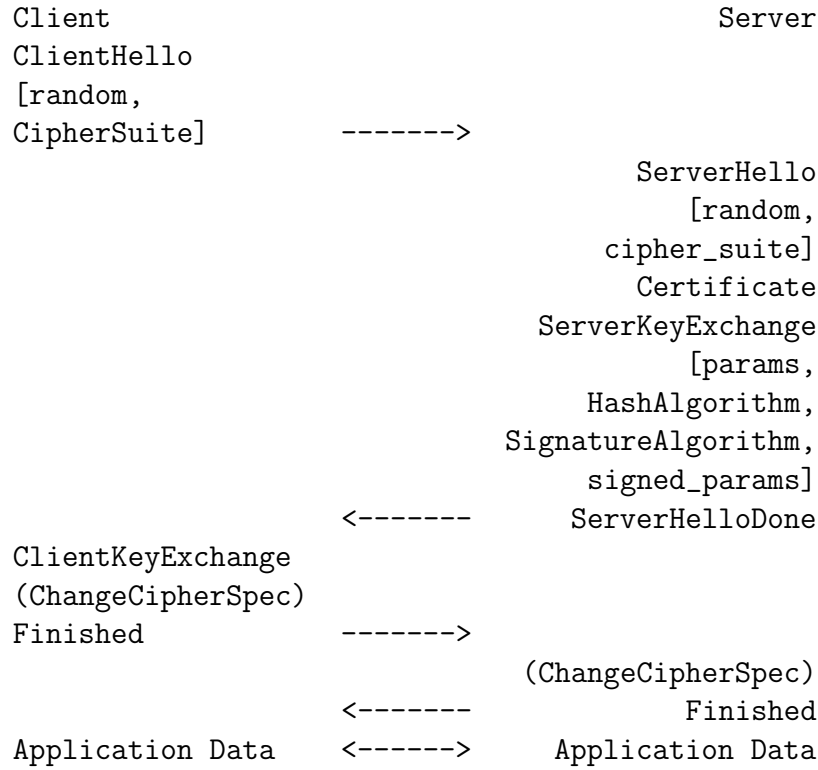 Client Server
ClientHello
[random,
CipherSuite] ------->
ServerHello
[random,
cipher_suite]
Certificate
ServerKeyExchange
[params,
HashAlgorithm,
SignatureAlgorithm,
signed_params]
<------- ServerHelloDone
ClientKeyExchange
(ChangeCipherSpec)
Finished ------->
(ChangeCipherSpec)
<------- Finished
Application Data <------> Application Data